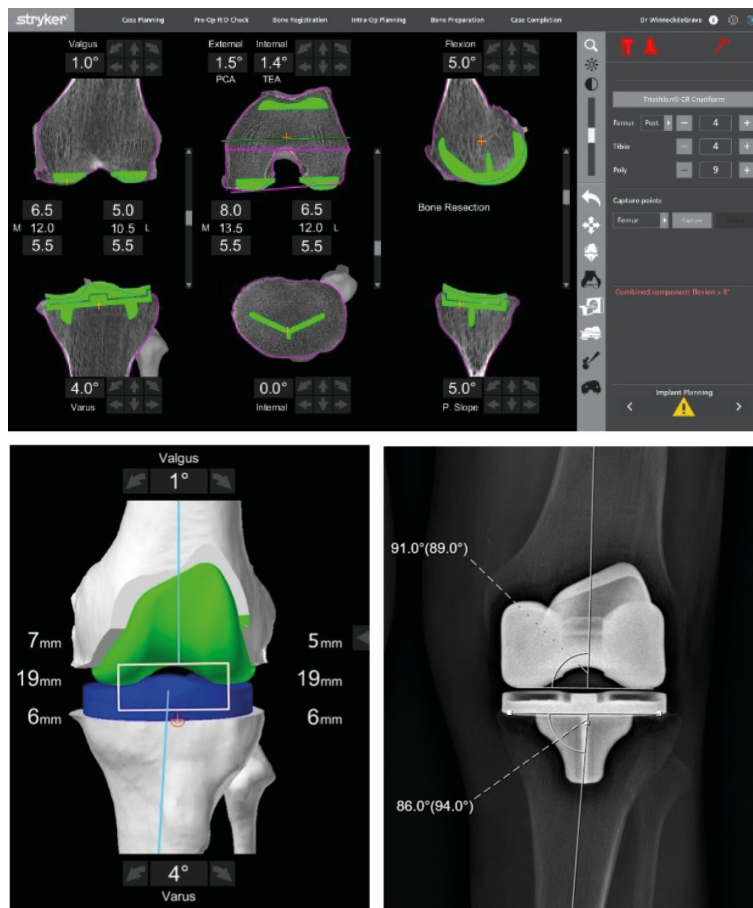 stryker
Case Planning
Pre-Op RIO Check
Bone Registration
Intra-Op Planning
Bone Preparation
Case Completion
Dr WinnockdeGrave
Valgus
1.0°
External Internal
1.5° 1.4°
PCA TEA
Flexion
5.0°
6.5 5.0
M 12.0 10.5 L
5.5 5.5
8.0 6.5
M 13.5 12.0 L
5.5 5.5
Bone Resection
4.0°
Varus
0.0°
Internal
5.0°
P. Slope
Triathlon® CR Cruciform
Femur Post. - 4 +
Tibia - 4 +
Poly - 9 +
Capture points
Femur Capture
Combined component flexion > 8°
Implant Planning
Valgus
1°
7mm 5mm
19mm 19mm
6mm 6mm
4°
Varus
91.0°(89.0°)
86.0°(94.0°)